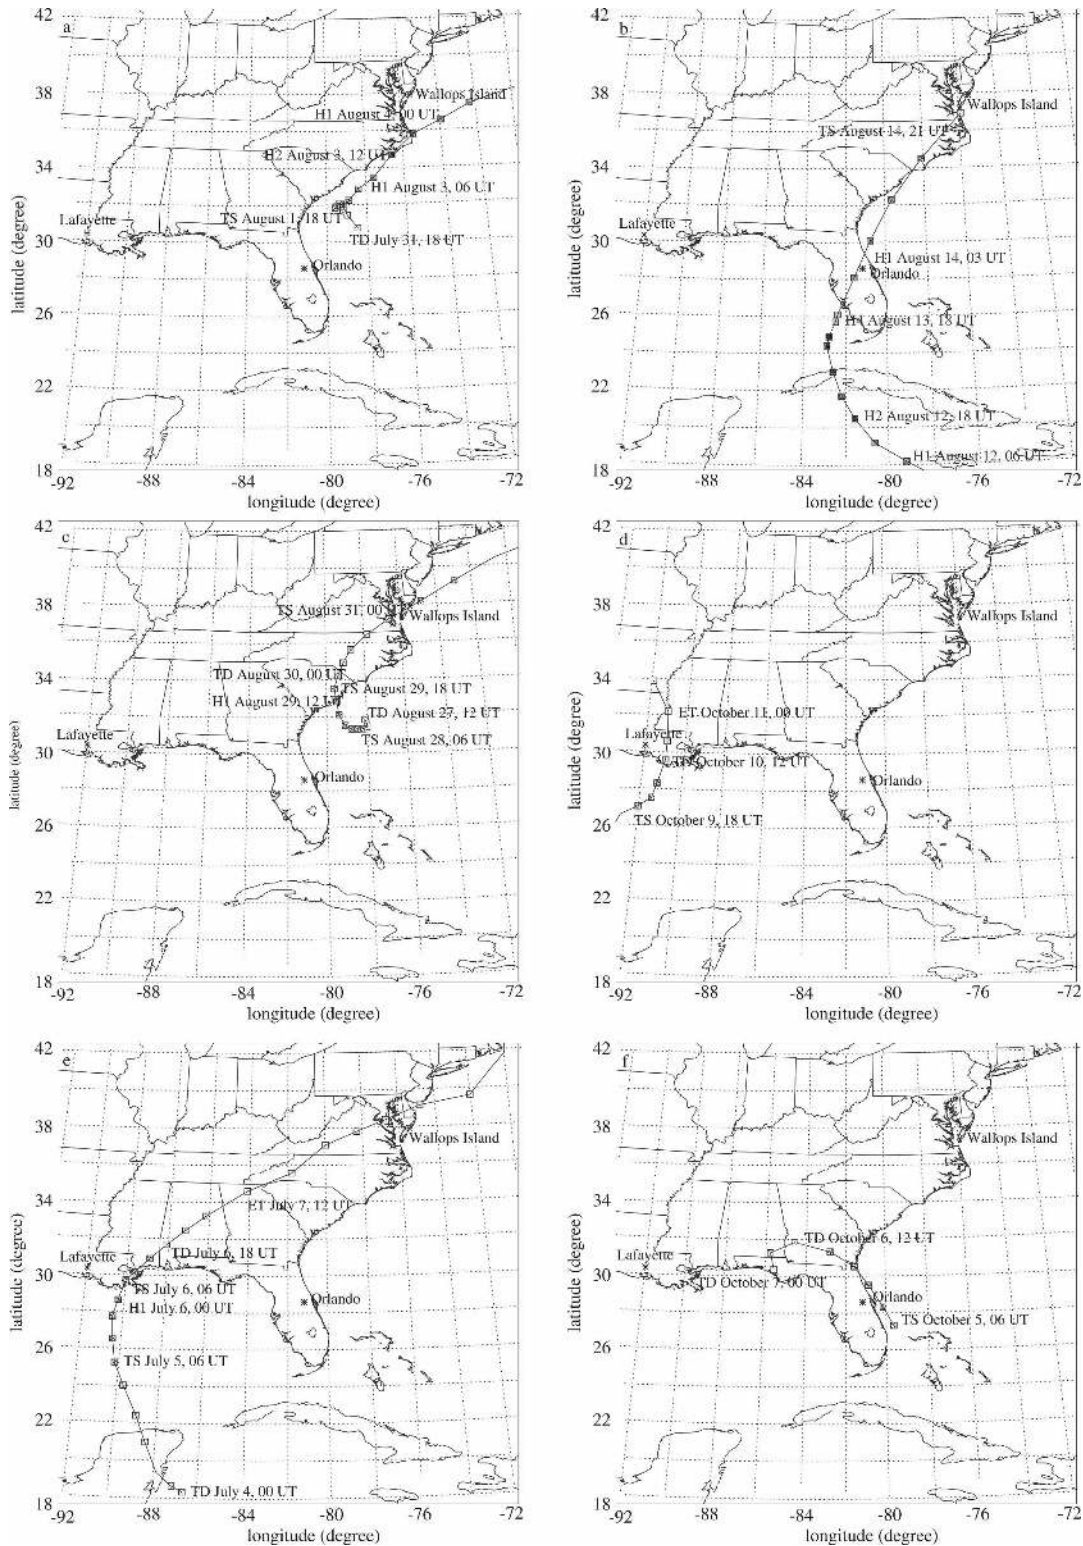 a
42
38
34
30
26
22
18
latitude (degree)
Wallops Island
H1 August 4, 00 UT
H2 August 3, 12 UT
H1 August 3, 06 UT
TS August 1, 18 UT
TD July 31, 18 UT
Lafayette
Orlando
-92 -88 -84 -80 -76 -72
longitude (degree)
b
42
38
34
30
26
22
18
latitude (degree)
Wallops Island
TS August 14, 21 UT
Lafayette
H1 August 14, 03 UT
Orlando
H4 August 13, 18 UT
H2 August 12, 18 UT
H1 August 12, 06 UT
-92 -88 -84 -80 -76 -72
longitude (degree)
c
42
38
34
30
26
22
18
latitude (degree)
TS August 31, 00 UT
Wallops Island
TD August 30, 00 UT
TS August 29, 18 UT
H1 August 29, 12 UT
TD August 27, 12 UT
TS August 28, 06 UT
Lafayette
Orlando
-92 -88 -84 -80 -76 -72
longitude (degree)
d
42
38
34
30
26
22
18
latitude (degree)
Wallops Island
ET October 11, 00 UT
Lafayette
TD October 10, 12 UT
Orlando
TS October 9, 18 UT
-92 -88 -84 -80 -76 -72
longitude (degree)
e
42
38
34
30
26
22
18
latitude (degree)
Wallops Island
ET July 7, 12 UT
Lafayette
TD July 6, 18 UT
TS July 6, 06 UT
H1 July 6, 00 UT
Orlando
TS July 5, 06 UT
TD July 4, 00 UT
-92 -88 -84 -80 -76 -72
longitude (degree)
f
42
38
34
30
26
22
18
latitude (degree)
Wallops Island
TD October 6, 12 UT
Lafayette
TD October 7, 00 UT
Orlando
TS October 5, 06 UT
-92 -88 -84 -80 -76 -72
longitude (degree)